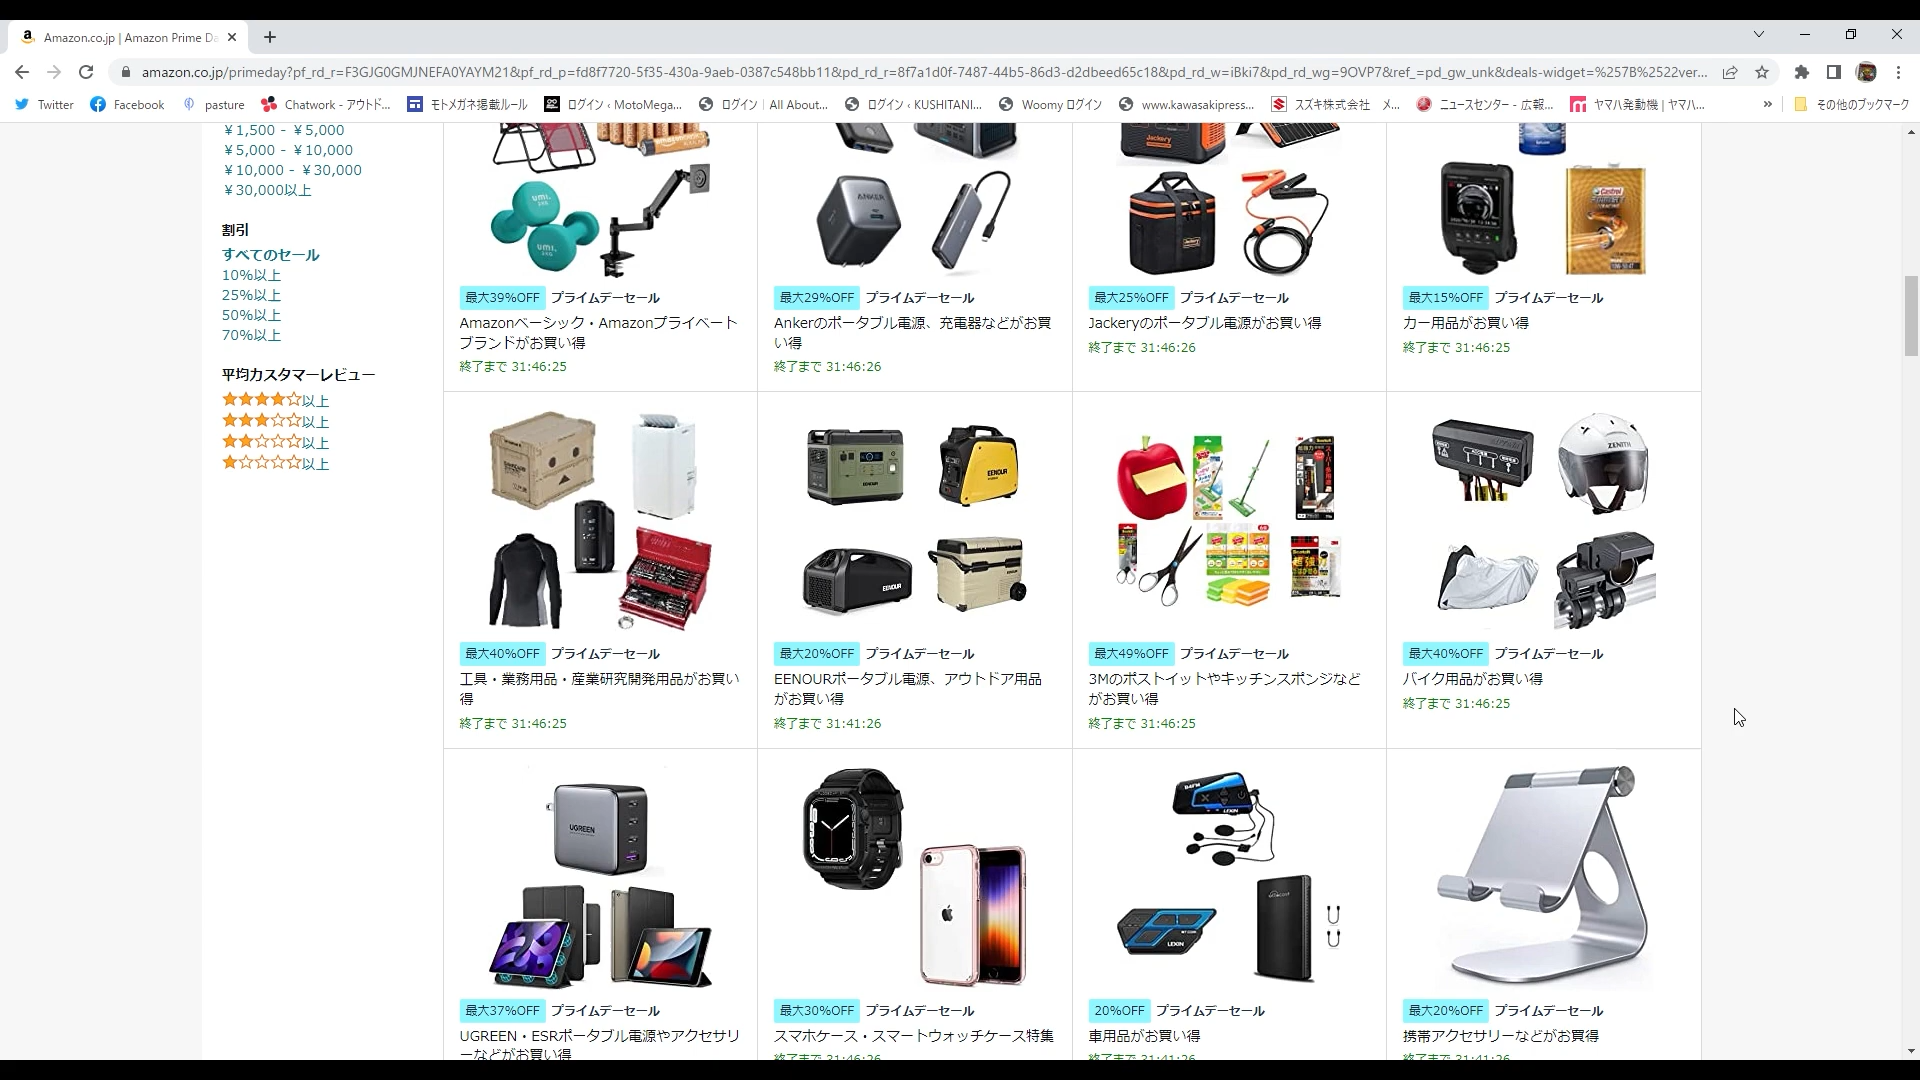 Amazon.co.jp | Amazon Prime Da
amazon.co.jp/primeday?pf_rd_r=F3GJG0GMJNEFA0YAYM21&pf_rd_p=fd8f7720-5f35-430a-9aeb-0387c548bb11&pd_rd_r=8f7a1d0f-7487-44b5-86d3-d2dbeed65c18&pd_rd_w=iBki7&pd_rd_wg=9OVP7&ref_=pd_gw_unk&deals-widget=%257B%2522ver...
Twitter Facebook pasture Chatwork - アウトド... モトメガネ掲載ルール ログイン ‹ MotoMega... ログイン | All About... ログイン ‹ KUSHITANI... Woomy ログイン www.kawasakipress... スズキ株式会社 メ... ニュースセンター - 広報... ヤマハ発動機 | ヤマハ... » その他のブックマーク
￥1,500 - ￥5,000
￥5,000 - ￥10,000
￥10,000 - ￥30,000
￥30,000以上
割引
すべてのセール
10%以上
25%以上
50%以上
70%以上
平均カスタマーレビュー
以上
以上
以上
以上
umi.
umi.
ANKER
Jackery
Jackery
Castrol
最大39%OFF プライムデーセール
Amazonベーシック・Amazonプライベート
ブランドがお買い得
終了まで 31:46:25
最大29%OFF プライムデーセール
Ankerのポータブル電源、充電器などがお買
い得
終了まで 31:46:26
最大25%OFF プライムデーセール
Jackeryのポータブル電源がお買い得
終了まで 31:46:26
最大15%OFF プライムデーセール
カー用品がお買い得
終了まで 31:46:25
EENOUR
EENOUR
EENOUR
Scotch
ZENITH
最大40%OFF プライムデーセール
工具・業務用品・産業研究開発用品がお買い
得
終了まで 31:46:25
最大20%OFF プライムデーセール
EENOURポータブル電源、アウトドア用品
がお買い得
終了まで 31:41:26
最大49%OFF プライムデーセール
3Mのポストイットやキッチンスポンジなど
がお買い得
終了まで 31:46:25
最大40%OFF プライムデーセール
バイク用品がお買い得
終了まで 31:46:25
UGREEN
LEXIN
LEXIN
最大37%OFF プライムデーセール
UGREEN・ESRポータブル電源やアクセサリ
ーなどがお買い得
最大30%OFF プライムデーセール
スマホケース・スマートウォッチケース特集
終了まで 31:46:26
20%OFF プライムデーセール
車用品がお買い得
終了まで 31:41:26
最大20%OFF プライムデーセール
携帯アクセサリーなどがお買得
終了まで 31:41:26